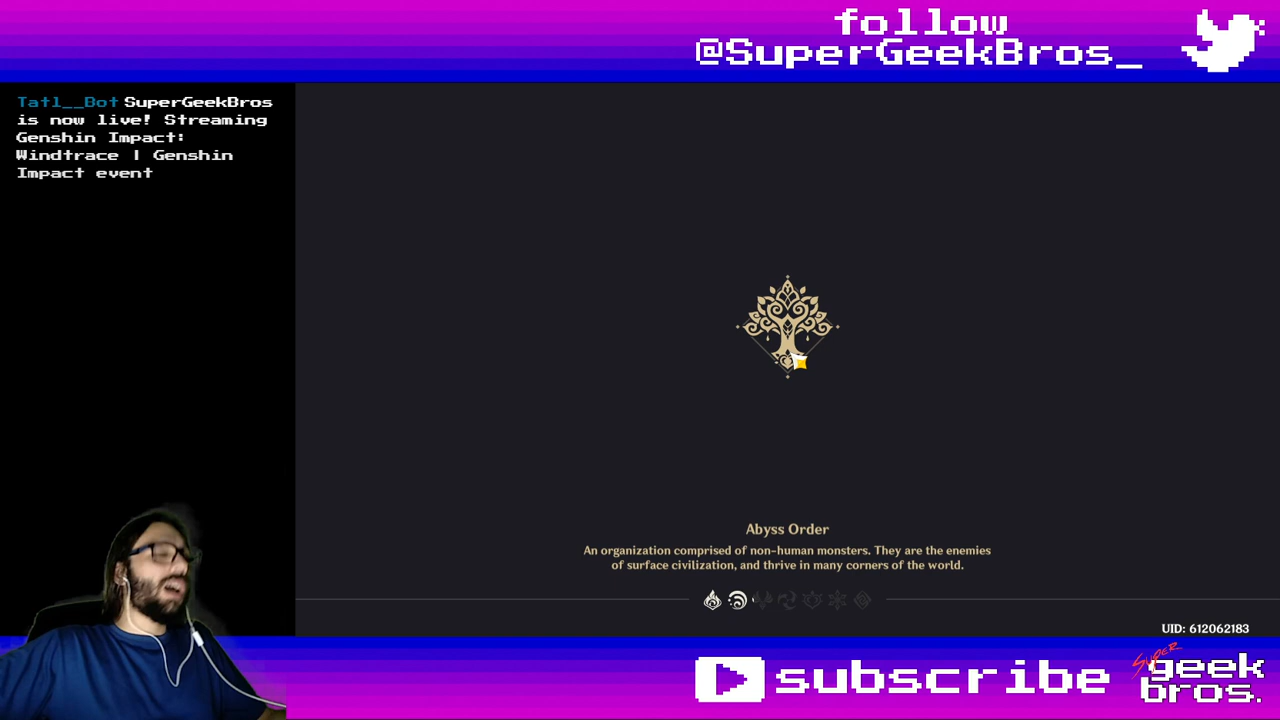 follow
@SuperGeekBros_
Tatl__Bot SuperGeekBros
is now live! Streaming
Genshin Impact:
Windtrace | Genshin
Impact event
Abyss Order
An organization comprised of non-human monsters. They are the enemies
of surface civilization, and thrive in many corners of the world.
UID: 612062183
subscribe
SUPER
geek
bros.